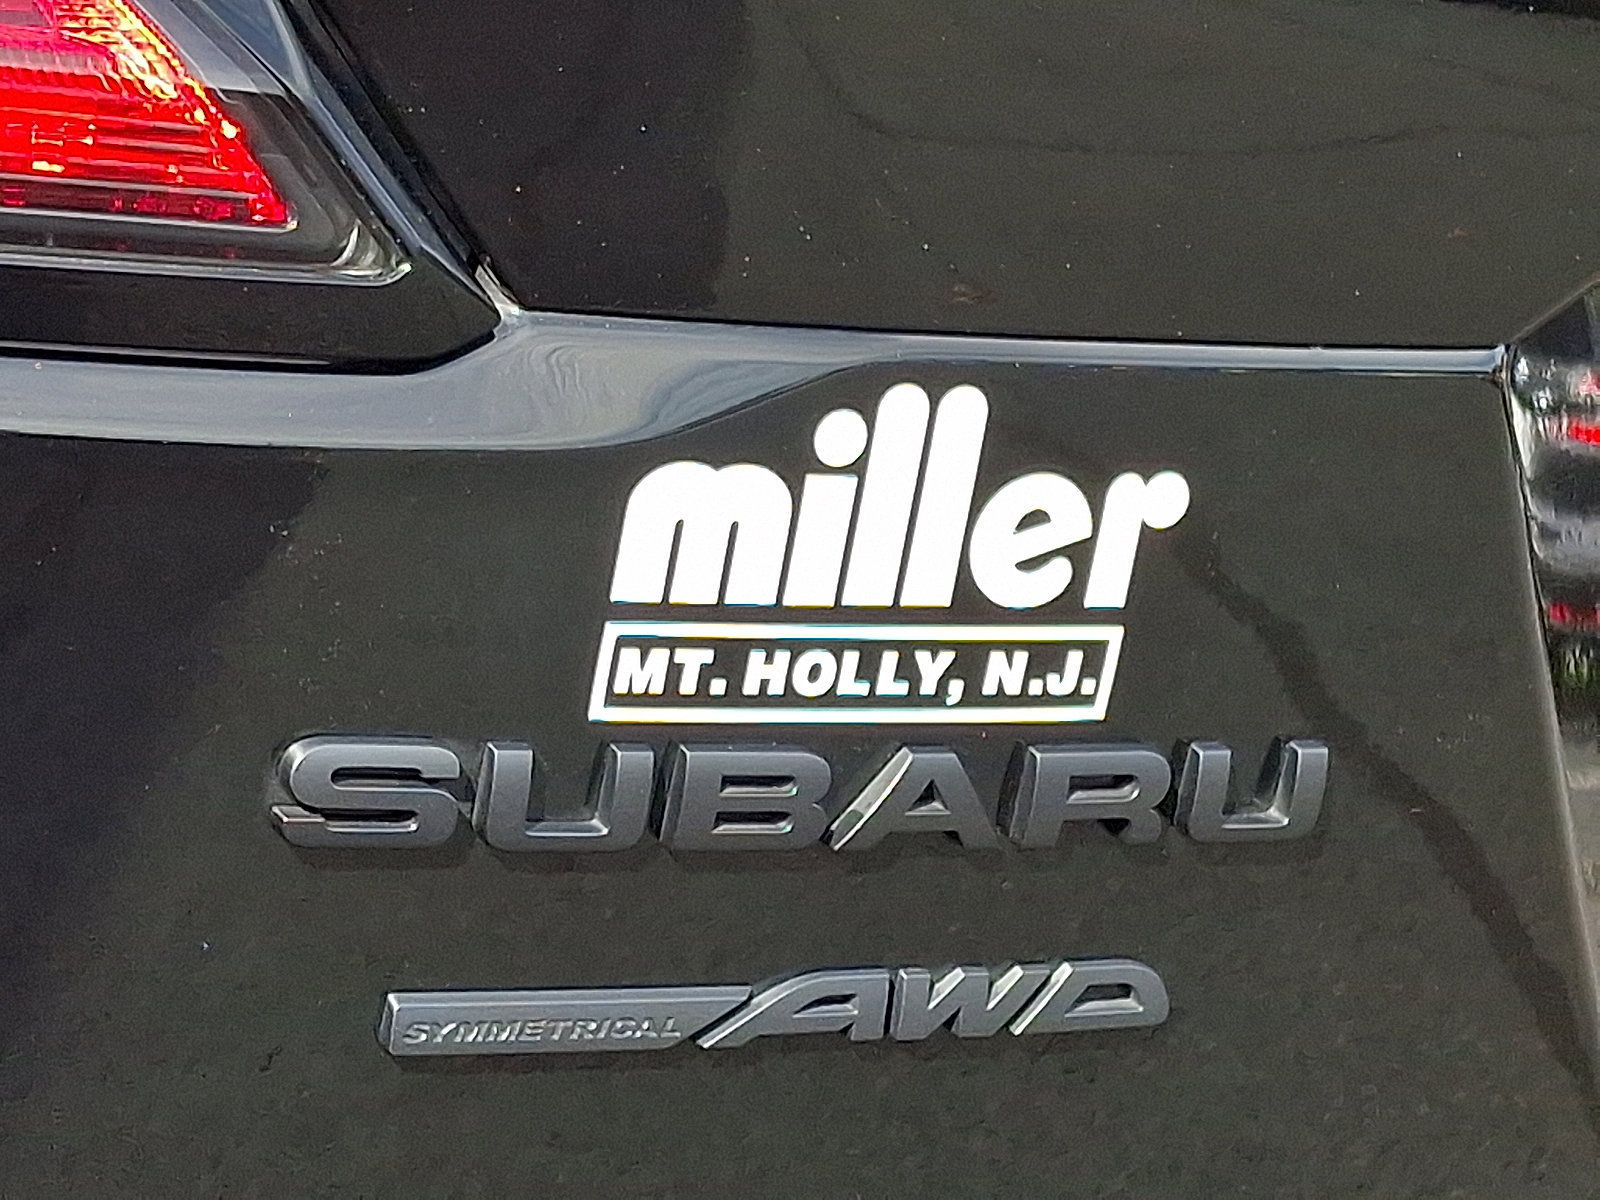 miller
MT. HOLLY, N.J.
SUBARU
SYMMETRICAL AWD